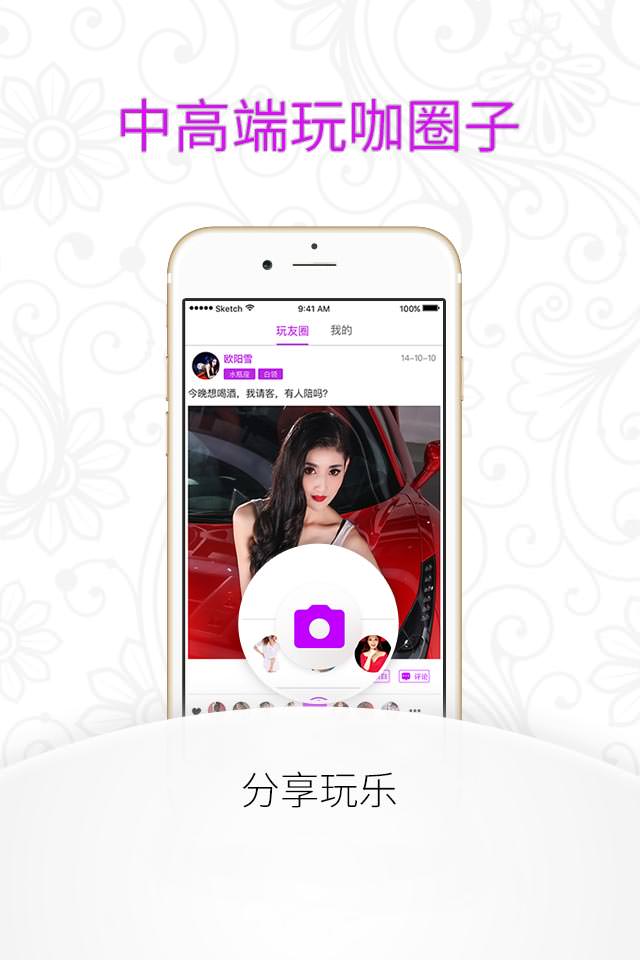 中高端玩咖圈子
Sketch 9:41 AM 100%
玩友圈 我的
欧阳雪 14-10-10
水瓶座 白领
今晚想喝酒，我请客，有人陪吗?
评论
分享玩乐